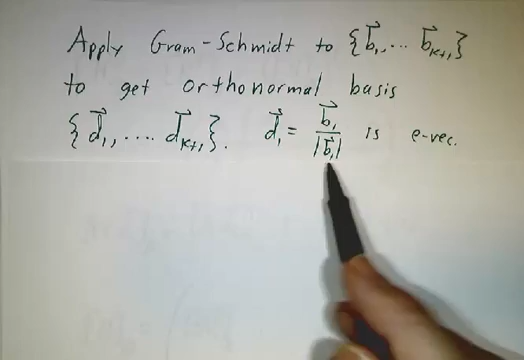 Apply Gram-Schmidt to {b⃗₁, ... b⃗ₖ₊₁}
to get orthonormal basis
{d⃗₁, .... d⃗ₖ₊₁}. d⃗₁ = b⃗₁/|b⃗₁| is e-vec.